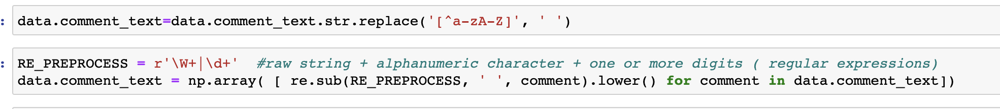 : data.comment_text=data.comment_text.str.replace('[^a-zA-Z]', ' ')
: RE_PREPROCESS = r'\W+|\d+'  #raw string + alphanumeric character + one or more digits ( regular expressions)
data.comment_text = np.array( [ re.sub(RE_PREPROCESS, ' ', comment).lower() for comment in data.comment_text])